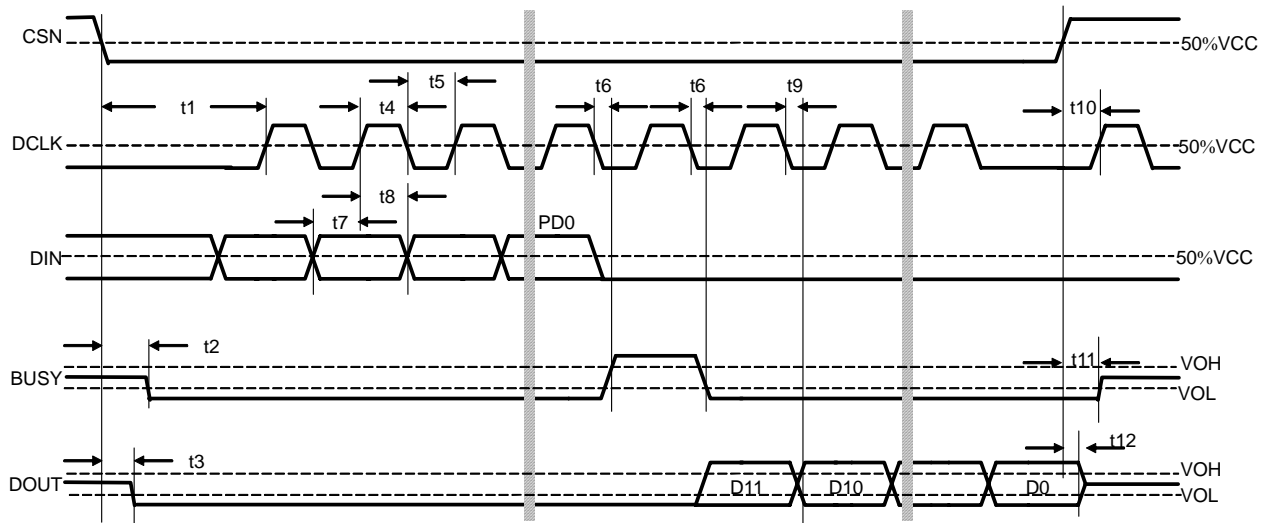 CSN
50%VCC
t5
t1
t4
t6
t6
t9
t10
DCLK
50%VCC
t8
t7
PD0
DIN
50%VCC
t2
t11
VOH
BUSY
VOL
t12
t3
VOH
DOUT
D11
D10
D0
VOL